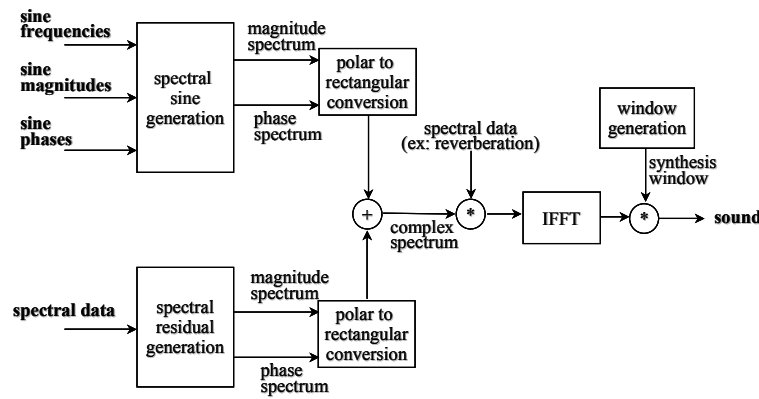 sine
frequencies
sine
magnitudes
sine
phases
spectral
sine
generation
magnitude
spectrum
phase
spectrum
polar to
rectangular
conversion
spectral data
(ex: reverberation)
window
generation
synthesis
window
+
complex
spectrum
*
IFFT
*
sound
spectral data
spectral
residual
generation
magnitude
spectrum
phase
spectrum
polar to
rectangular
conversion